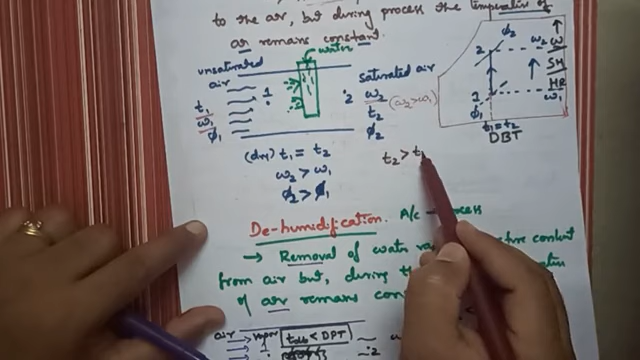 to the air, but during process the temperature of
air remains constant.
water
unsaturated
air
t₁
ω₁
ϕ₁
1
2
saturated air
ω₂ (ω₂>ω₁)
t₂
ϕ₂
ϕ₂
2
ω₂
ω
SH
HR
1
ω₁
ϕ₁
t₁=t₂
DBT
(dry) t₁ = t₂
ω₂ > ω₁
ϕ₂ > ϕ₁
t₂ > t₁
De-humidification. A/c process
→ Removal of water content
from air but, during
of air remains
air vapor tdb < DPT
2